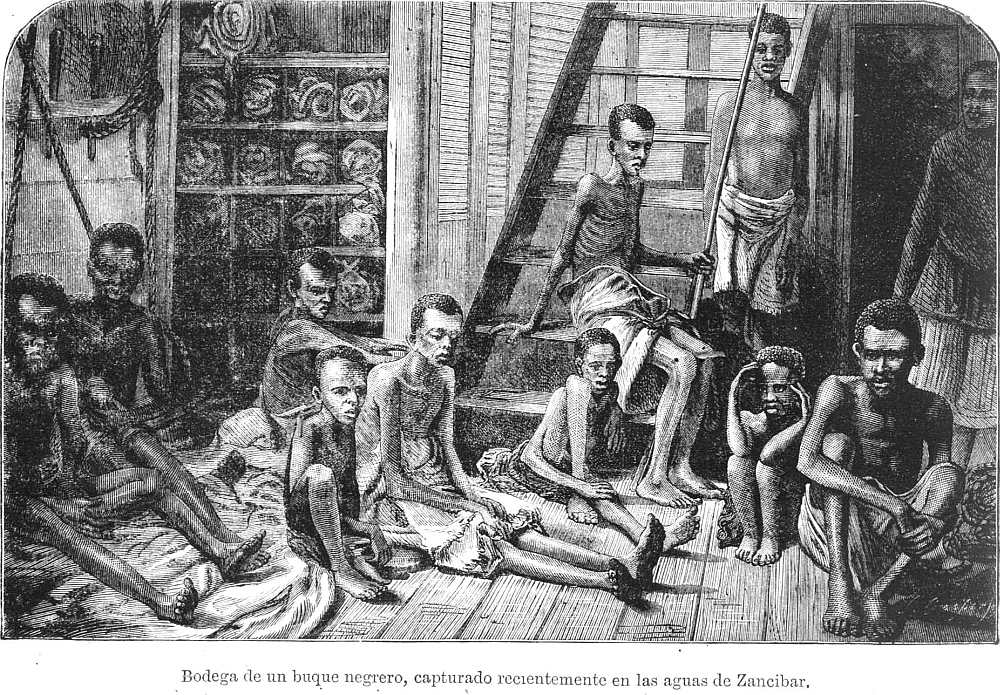 Bodega de un buque negrero, capturado recientemente en las aguas de Zancibar.